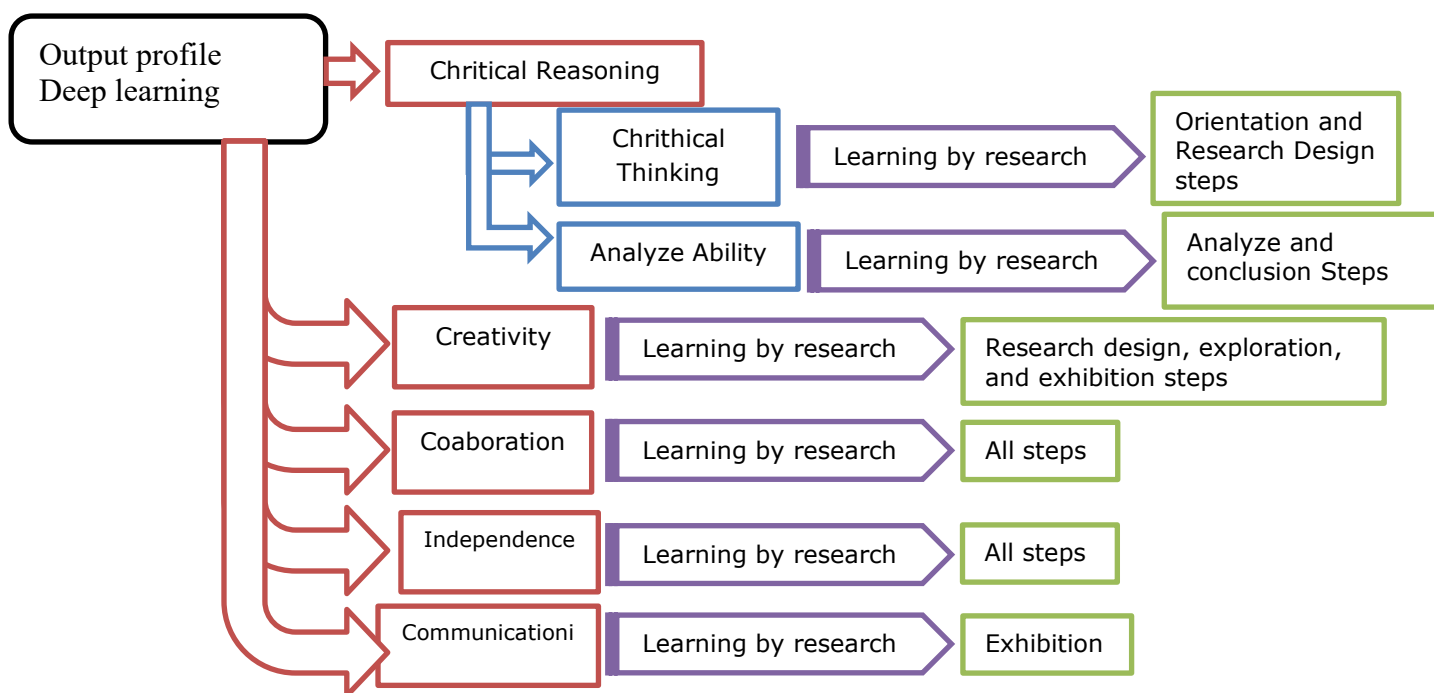 Output profile
Deep learning
Chritical Reasoning
Chrithical
Thinking
Learning by research
Orientation and
Research Design
steps
Analyze Ability
Learning by research
Analyze and
conclusion Steps
Creativity
Learning by research
Research design, exploration,
and exhibition steps
Coaboration
Learning by research
All steps
Independence
Learning by research
All steps
Communicationi
Learning by research
Exhibition